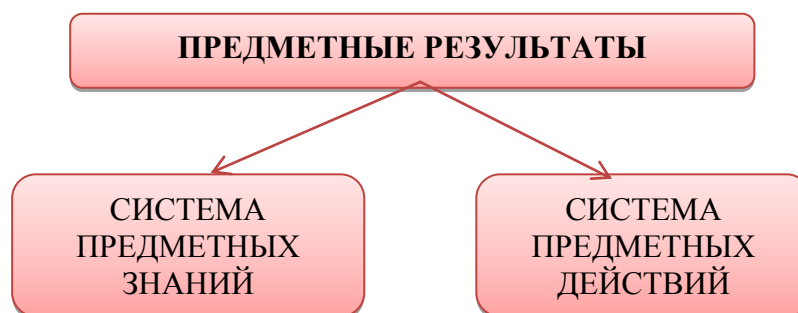 ПРЕДМЕТНЫЕ РЕЗУЛЬТАТЫ
СИСТЕМА
ПРЕДМЕТНЫХ
ЗНАНИЙ
СИСТЕМА
ПРЕДМЕТНЫХ
ДЕЙСТВИЙ